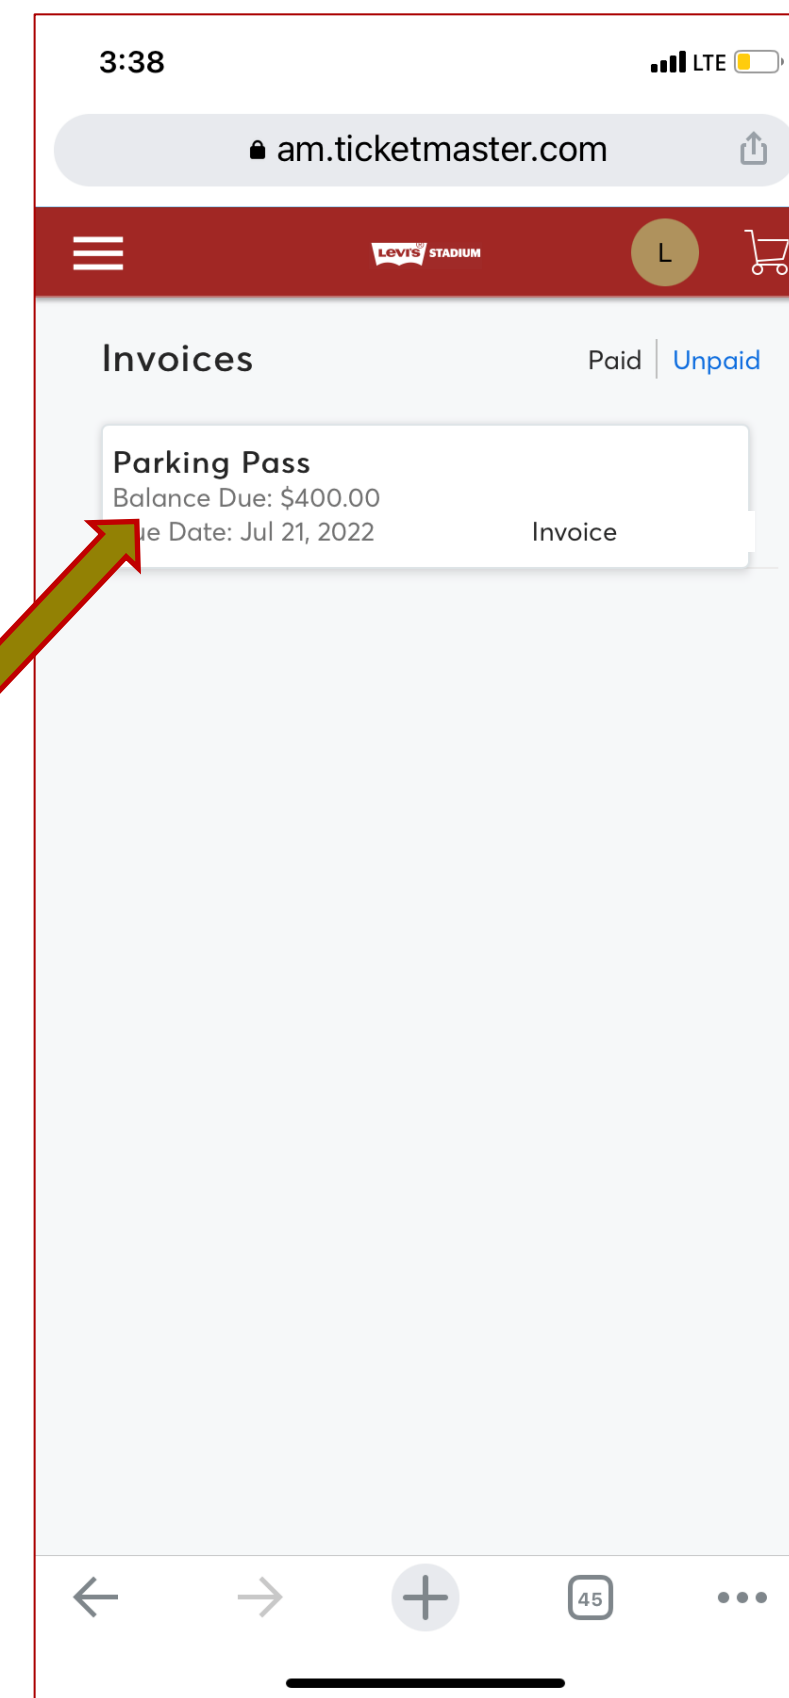 3:38 LTE
am.ticketmaster.com
LEVI'S® STADIUM L
Invoices Paid Unpaid
Parking Pass
Balance Due: $400.00
Date: Jul 21, 2022 Invoice
45